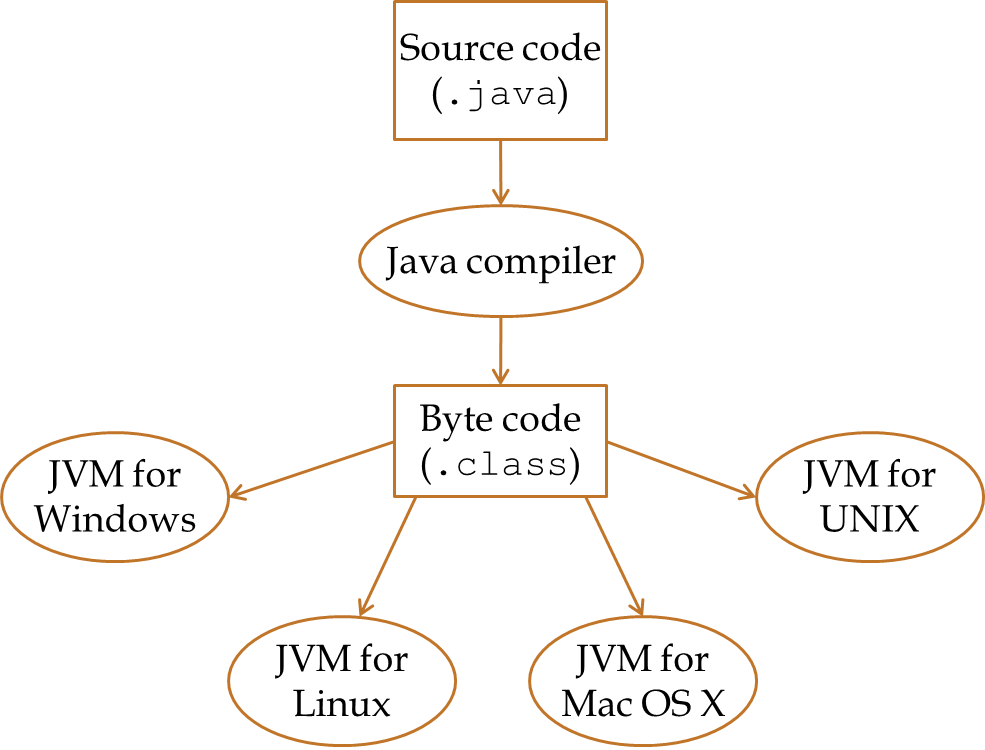 Source code
(.java)
Java compiler
Byte code
(.class)
JVM for
Windows
JVM for
UNIX
JVM for
Linux
JVM for
Mac OS X